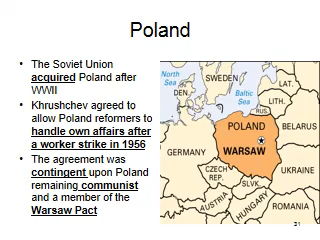 Poland
• The Soviet Union
acquired Poland after
WWII
• Khrushchev agreed to
allow Poland reformers to
handle own affairs after
a worker strike in 1956
• The agreement was
contingent upon Poland
remaining communist
and a member of the
Warsaw Pact
North
Sea
SWEDEN
DEN.
Baltic
Sea
LAT.
LITH.
RUS.
POLAND
BELARUS
WARSAW
GERMANY
CZECH
REP.
UKRAINE
SLVK.
AUSTRIA
HUNGARY
ROMANIA
31